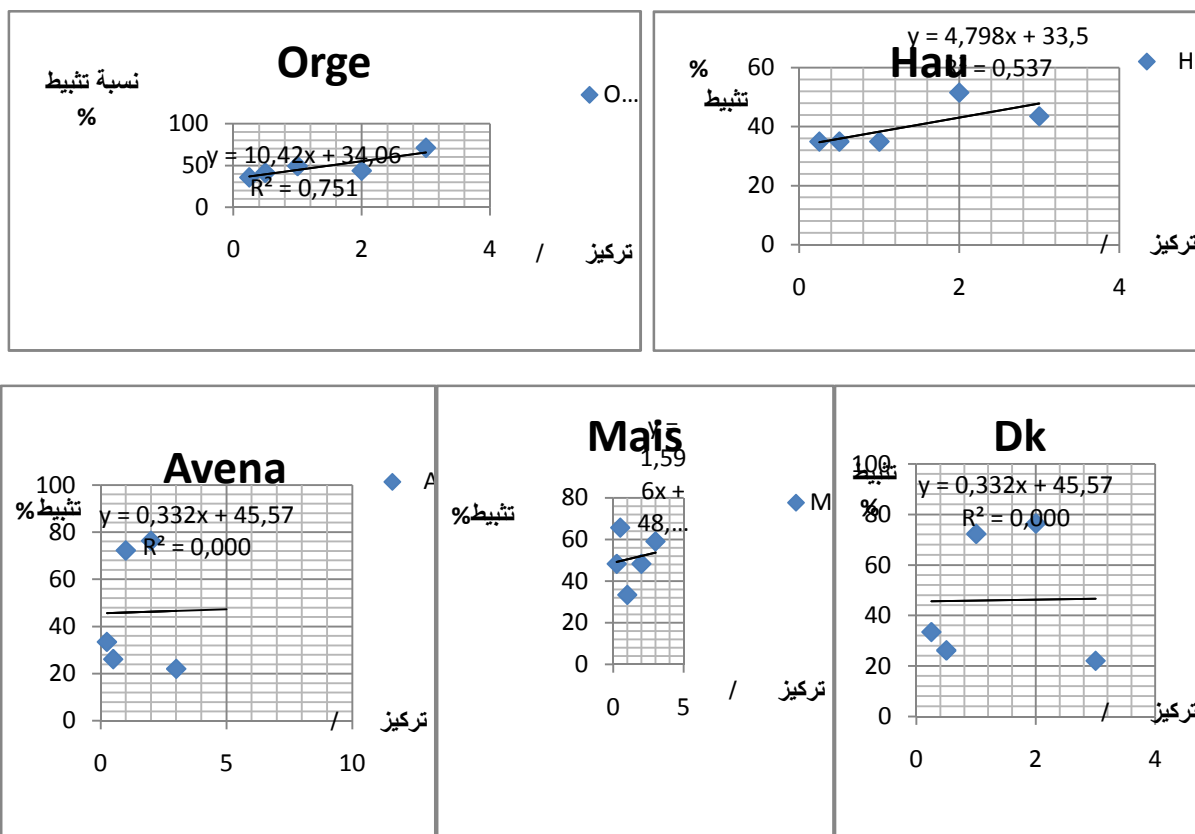 Orge
نسبة تثبيط
%
O...
100
50
0
y = 10,42x + 34,06
R² = 0,751
0 2 4
/ تركيز
Hau
y = 4,798x + 33,5
R² = 0,537
%
تثبيط
H
60
40
20
0
0 2 4
/ تركيز
Avena
%تثبيط
A
y = 0,332x + 45,57
R² = 0,000
100
80
60
40
20
0
0 5 10
/ تركيز
Mais
y =
1,59
6x +
48,...
%تثبيط
M
80
60
40
20
0
0 5
/ تركيز
Dk
تثبيط
%
y = 0,332x + 45,57
R² = 0,000
100
80
60
40
20
0
0 2 4
/ تركيز